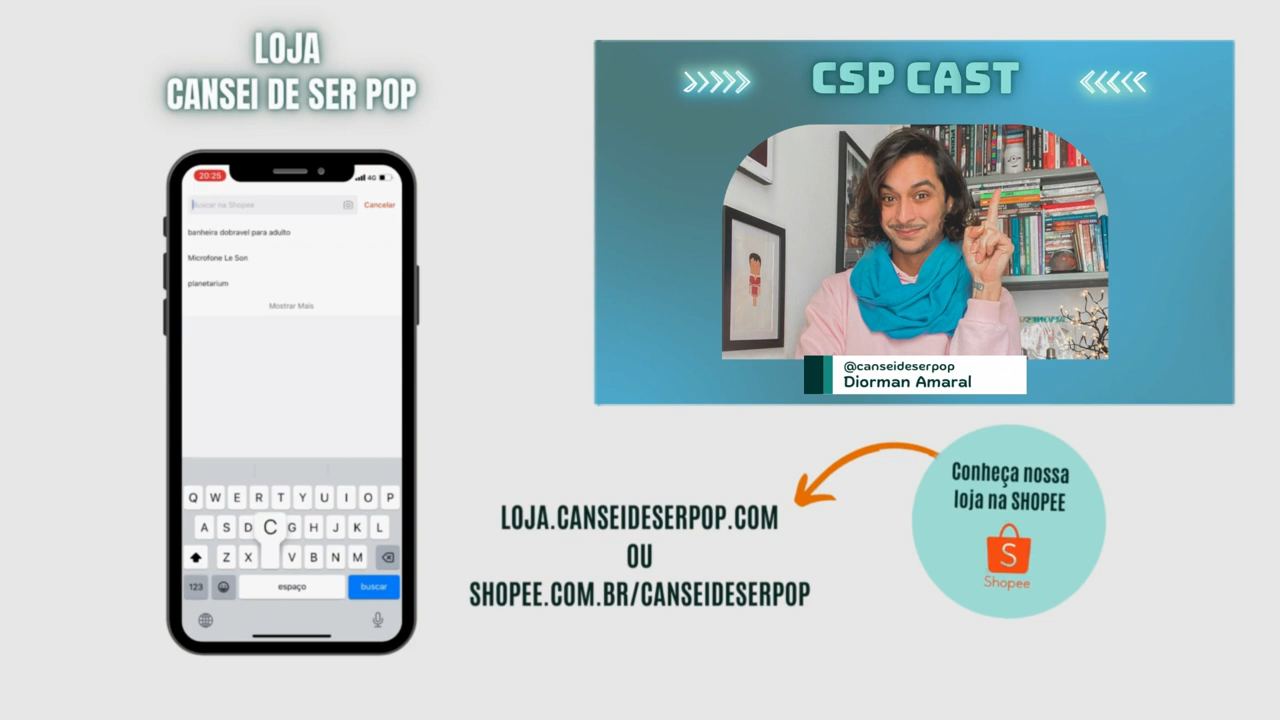 LOJA
CANSEI DE SER POP
20:25
4G
Buscar na Shopee
Cancelar
banheira dobravel para adulto
Microfone Le Son
planetarium
Mostrar Mais
Q W E R T Y U I O P
A S D C G H J K L
Z X V B N M
123 espaço buscar
CSP CAST
@canseideserpop
Diorman Amaral
Conheça nossa
loja na SHOPEE
S
Shopee
LOJA.CANSEIDESERPOP.COM
OU
SHOPEE.COM.BR/CANSEIDESERPOP